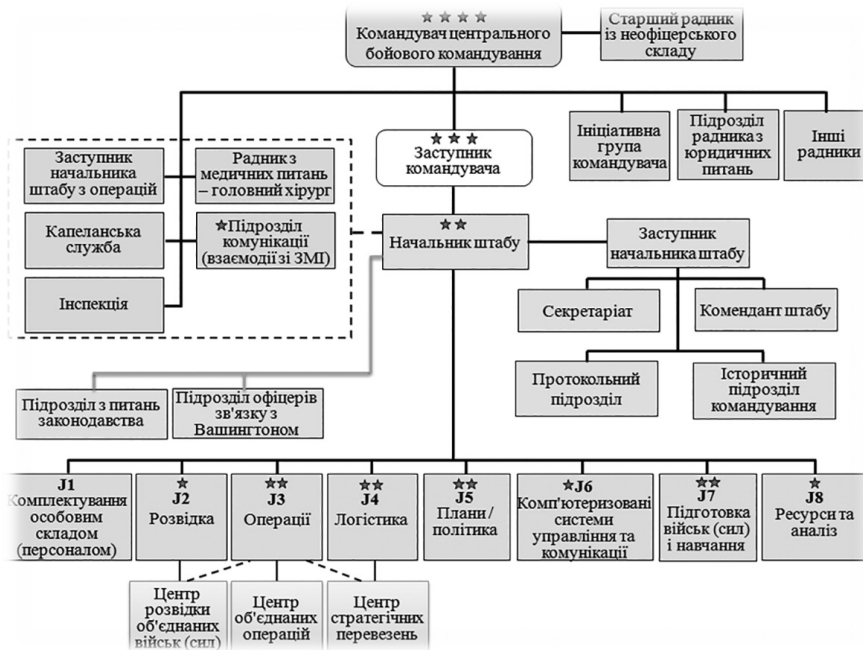 Командувач центрального
бойового командування
Старший радник
із неофіцерського
складу
Заступник
начальника
штабу з операцій
Радник з
медичних питань
– головний хірург
Заступник
командувача
Ініціативна
група
командувача
Підрозділ
радника з
юридичних
питань
Інші
радники
Капеланська
служба
Підрозділ
комунікації
(взаємодії зі ЗМІ)
Начальник штабу
Заступник
начальника штабу
Інспекція
Секретаріат
Комендант штабу
Протокольний
підрозділ
Історичний
підрозділ
командування
Підрозділ з питань
законодавства
Підрозділ офіцерів
зв'язку з
Вашингтоном
J1
Комплектування
особовим
складом
(персоналом)
J2
Розвідка
J3
Операції
J4
Логістика
J5
Плани /
політика
J6
Комп'ютеризовані
системи
управління та
комунікації
J7
Підготовка
військ (сил)
і навчання
J8
Ресурси та
аналіз
Центр
розвідки
об'єднаних
військ (сил)
Центр
об'єднаних
операцій
Центр
стратегічних
перевезень